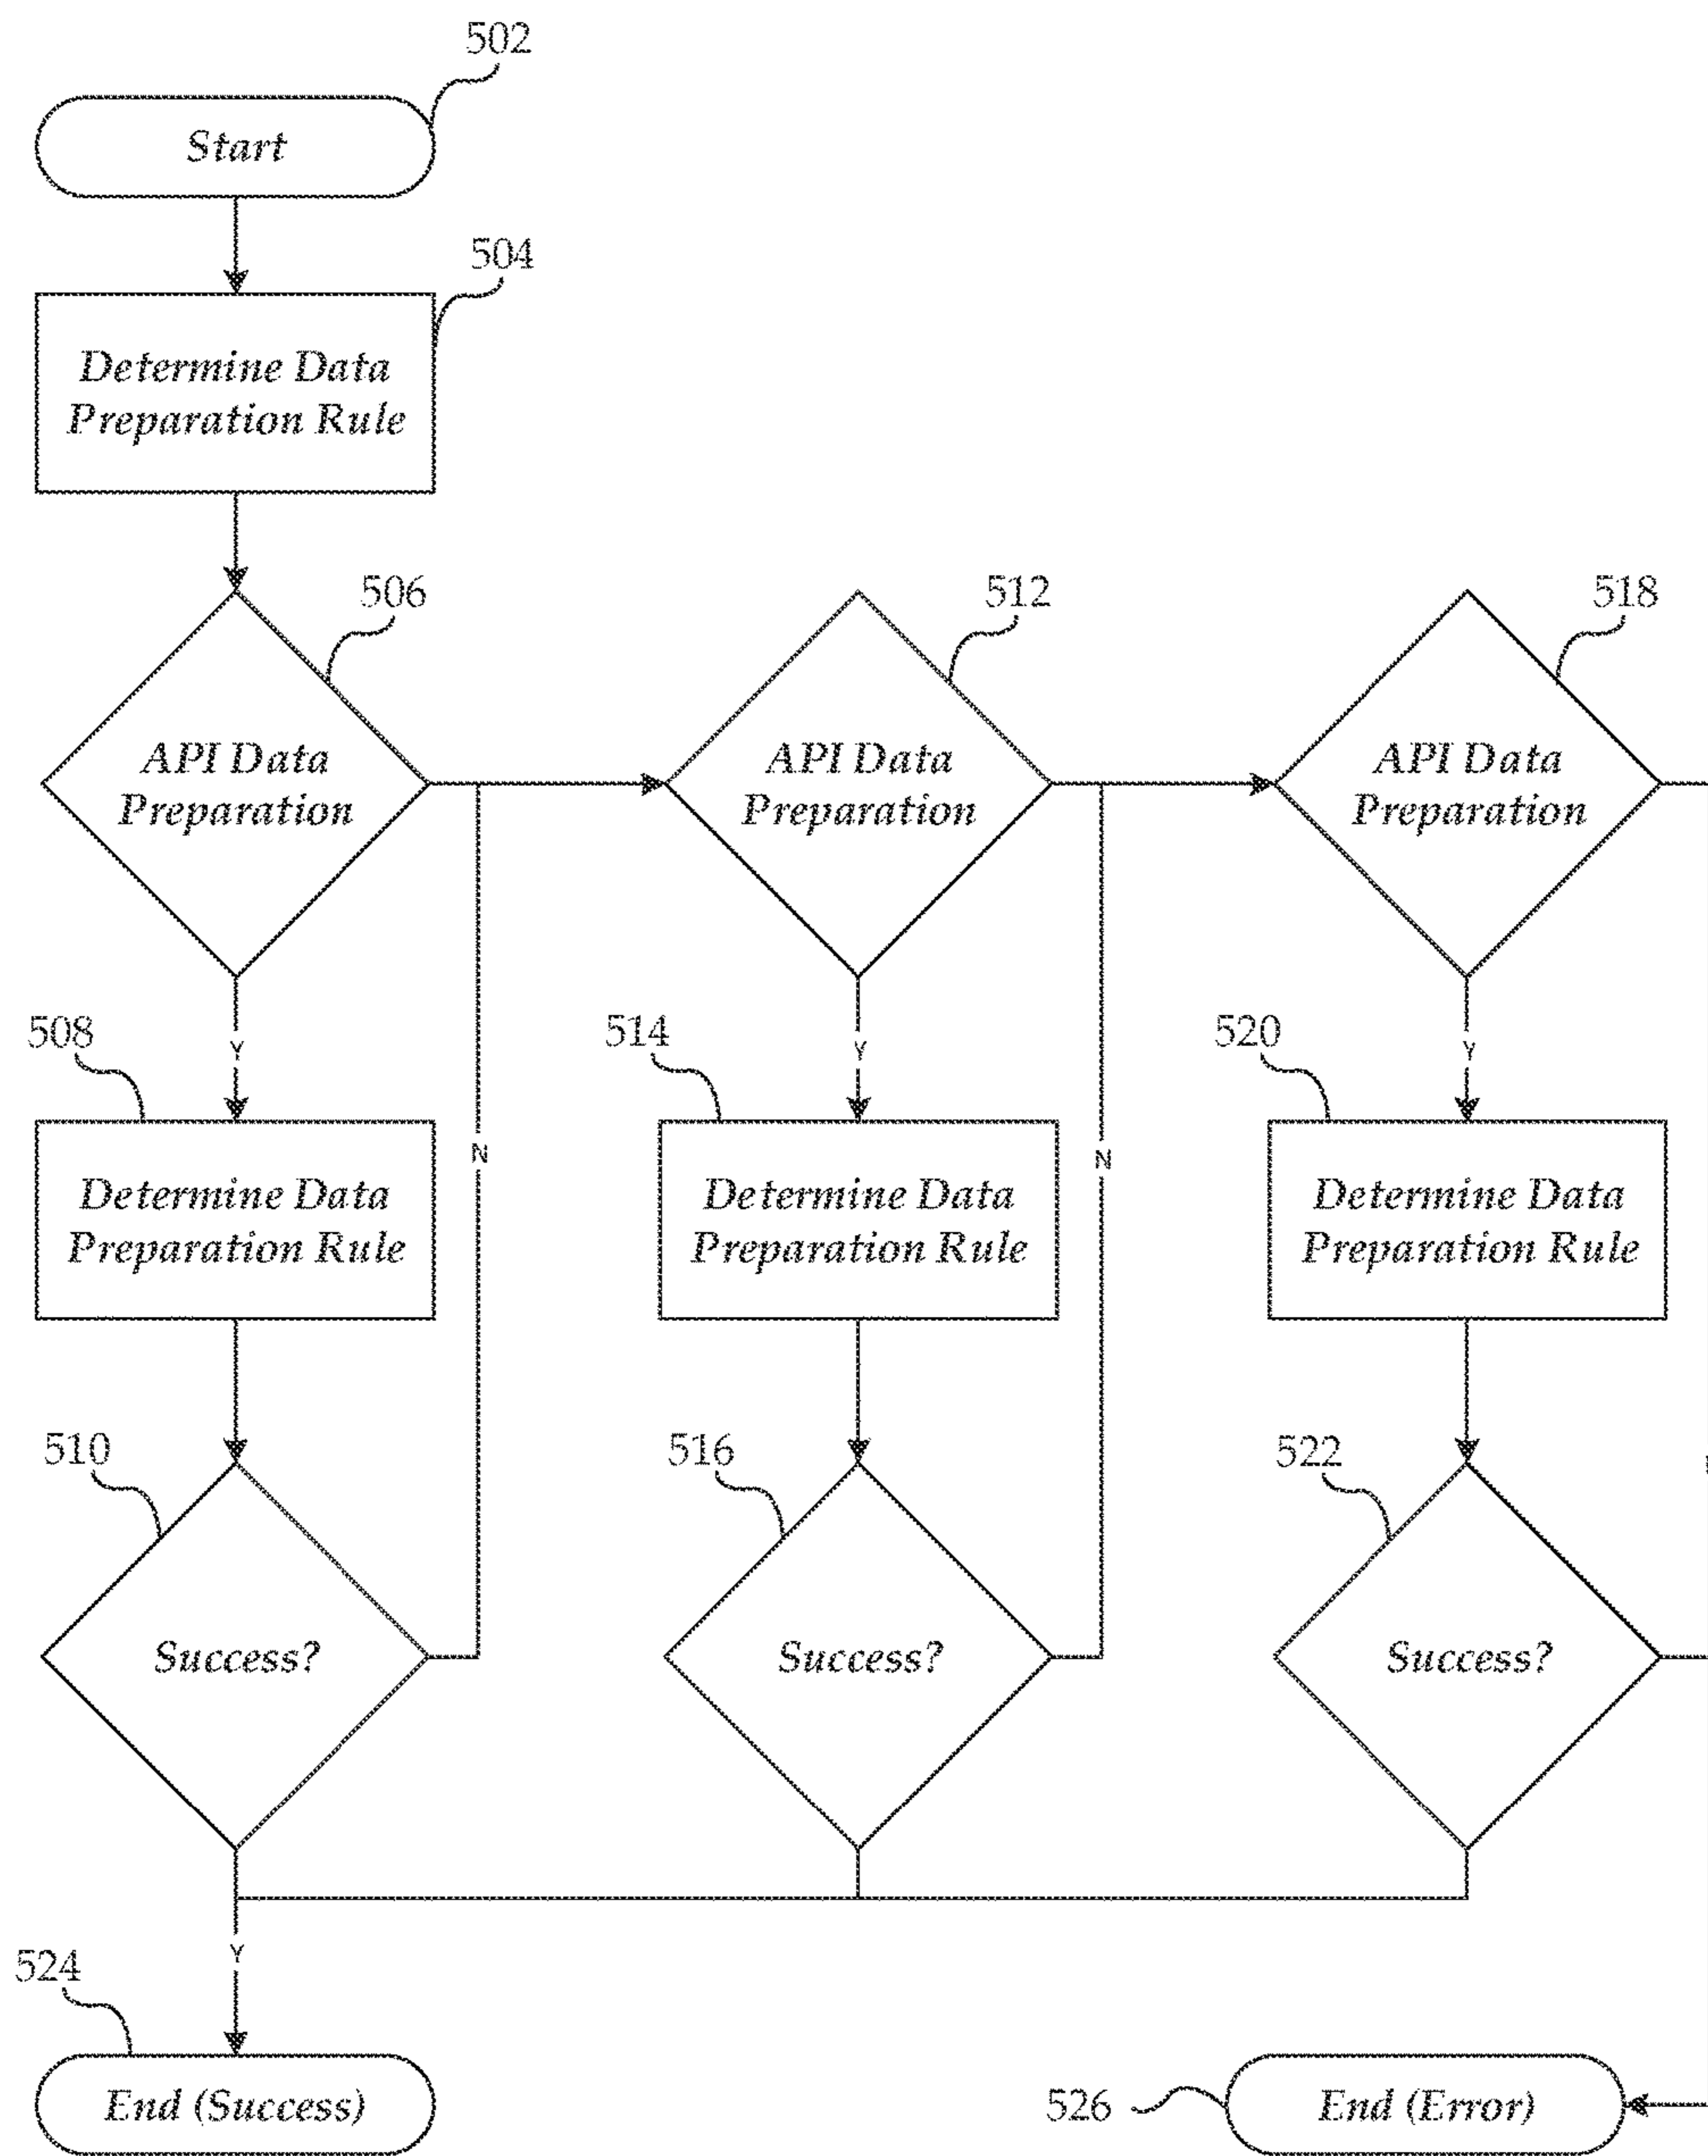 502
Start
504
Determine Data
Preparation Rule
506
API Data
Preparation
512
API Data
Preparation
518
API Data
Preparation
Y
Y
Y
508
Determine Data
Preparation Rule
N
514
Determine Data
Preparation Rule
N
520
Determine Data
Preparation Rule
510
Success?
516
Success?
522
Success?
Y
524
End (Success)
526
End (Error)